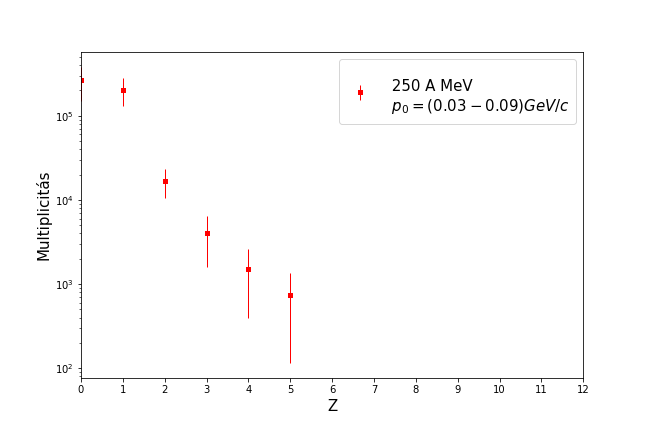 250 A MeV
p₀ = (0.03 − 0.09)GeV/c
Multiplicitás
10⁵
10⁴
10³
10²
0 1 2 3 4 5 6 7 8 9 10 11 12
Z